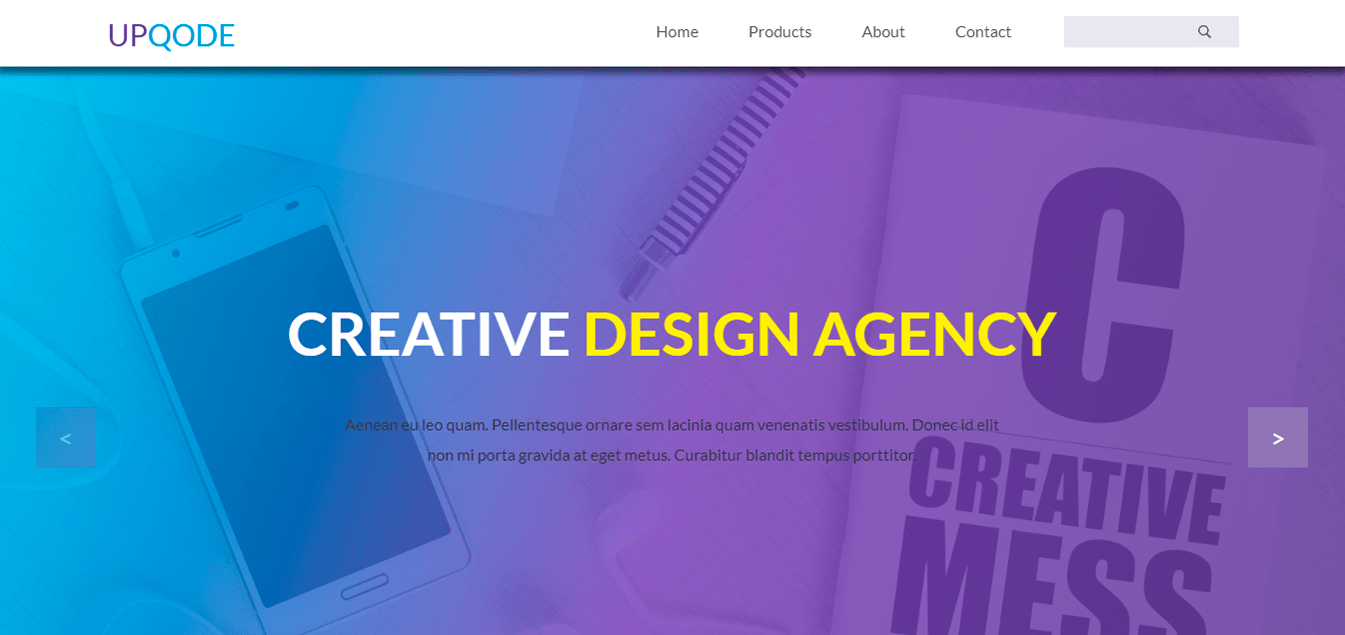 UPQODE
Home Products About Contact
C
CREATIVE DESIGN AGENCY
< >
Aenean eu leo quam. Pellentesque ornare sem lacinia quam venenatis vestibulum. Donec id elit
non mi porta gravida at eget metus. Curabitur blandit tempus porttitor.
CREATIVE
MESS